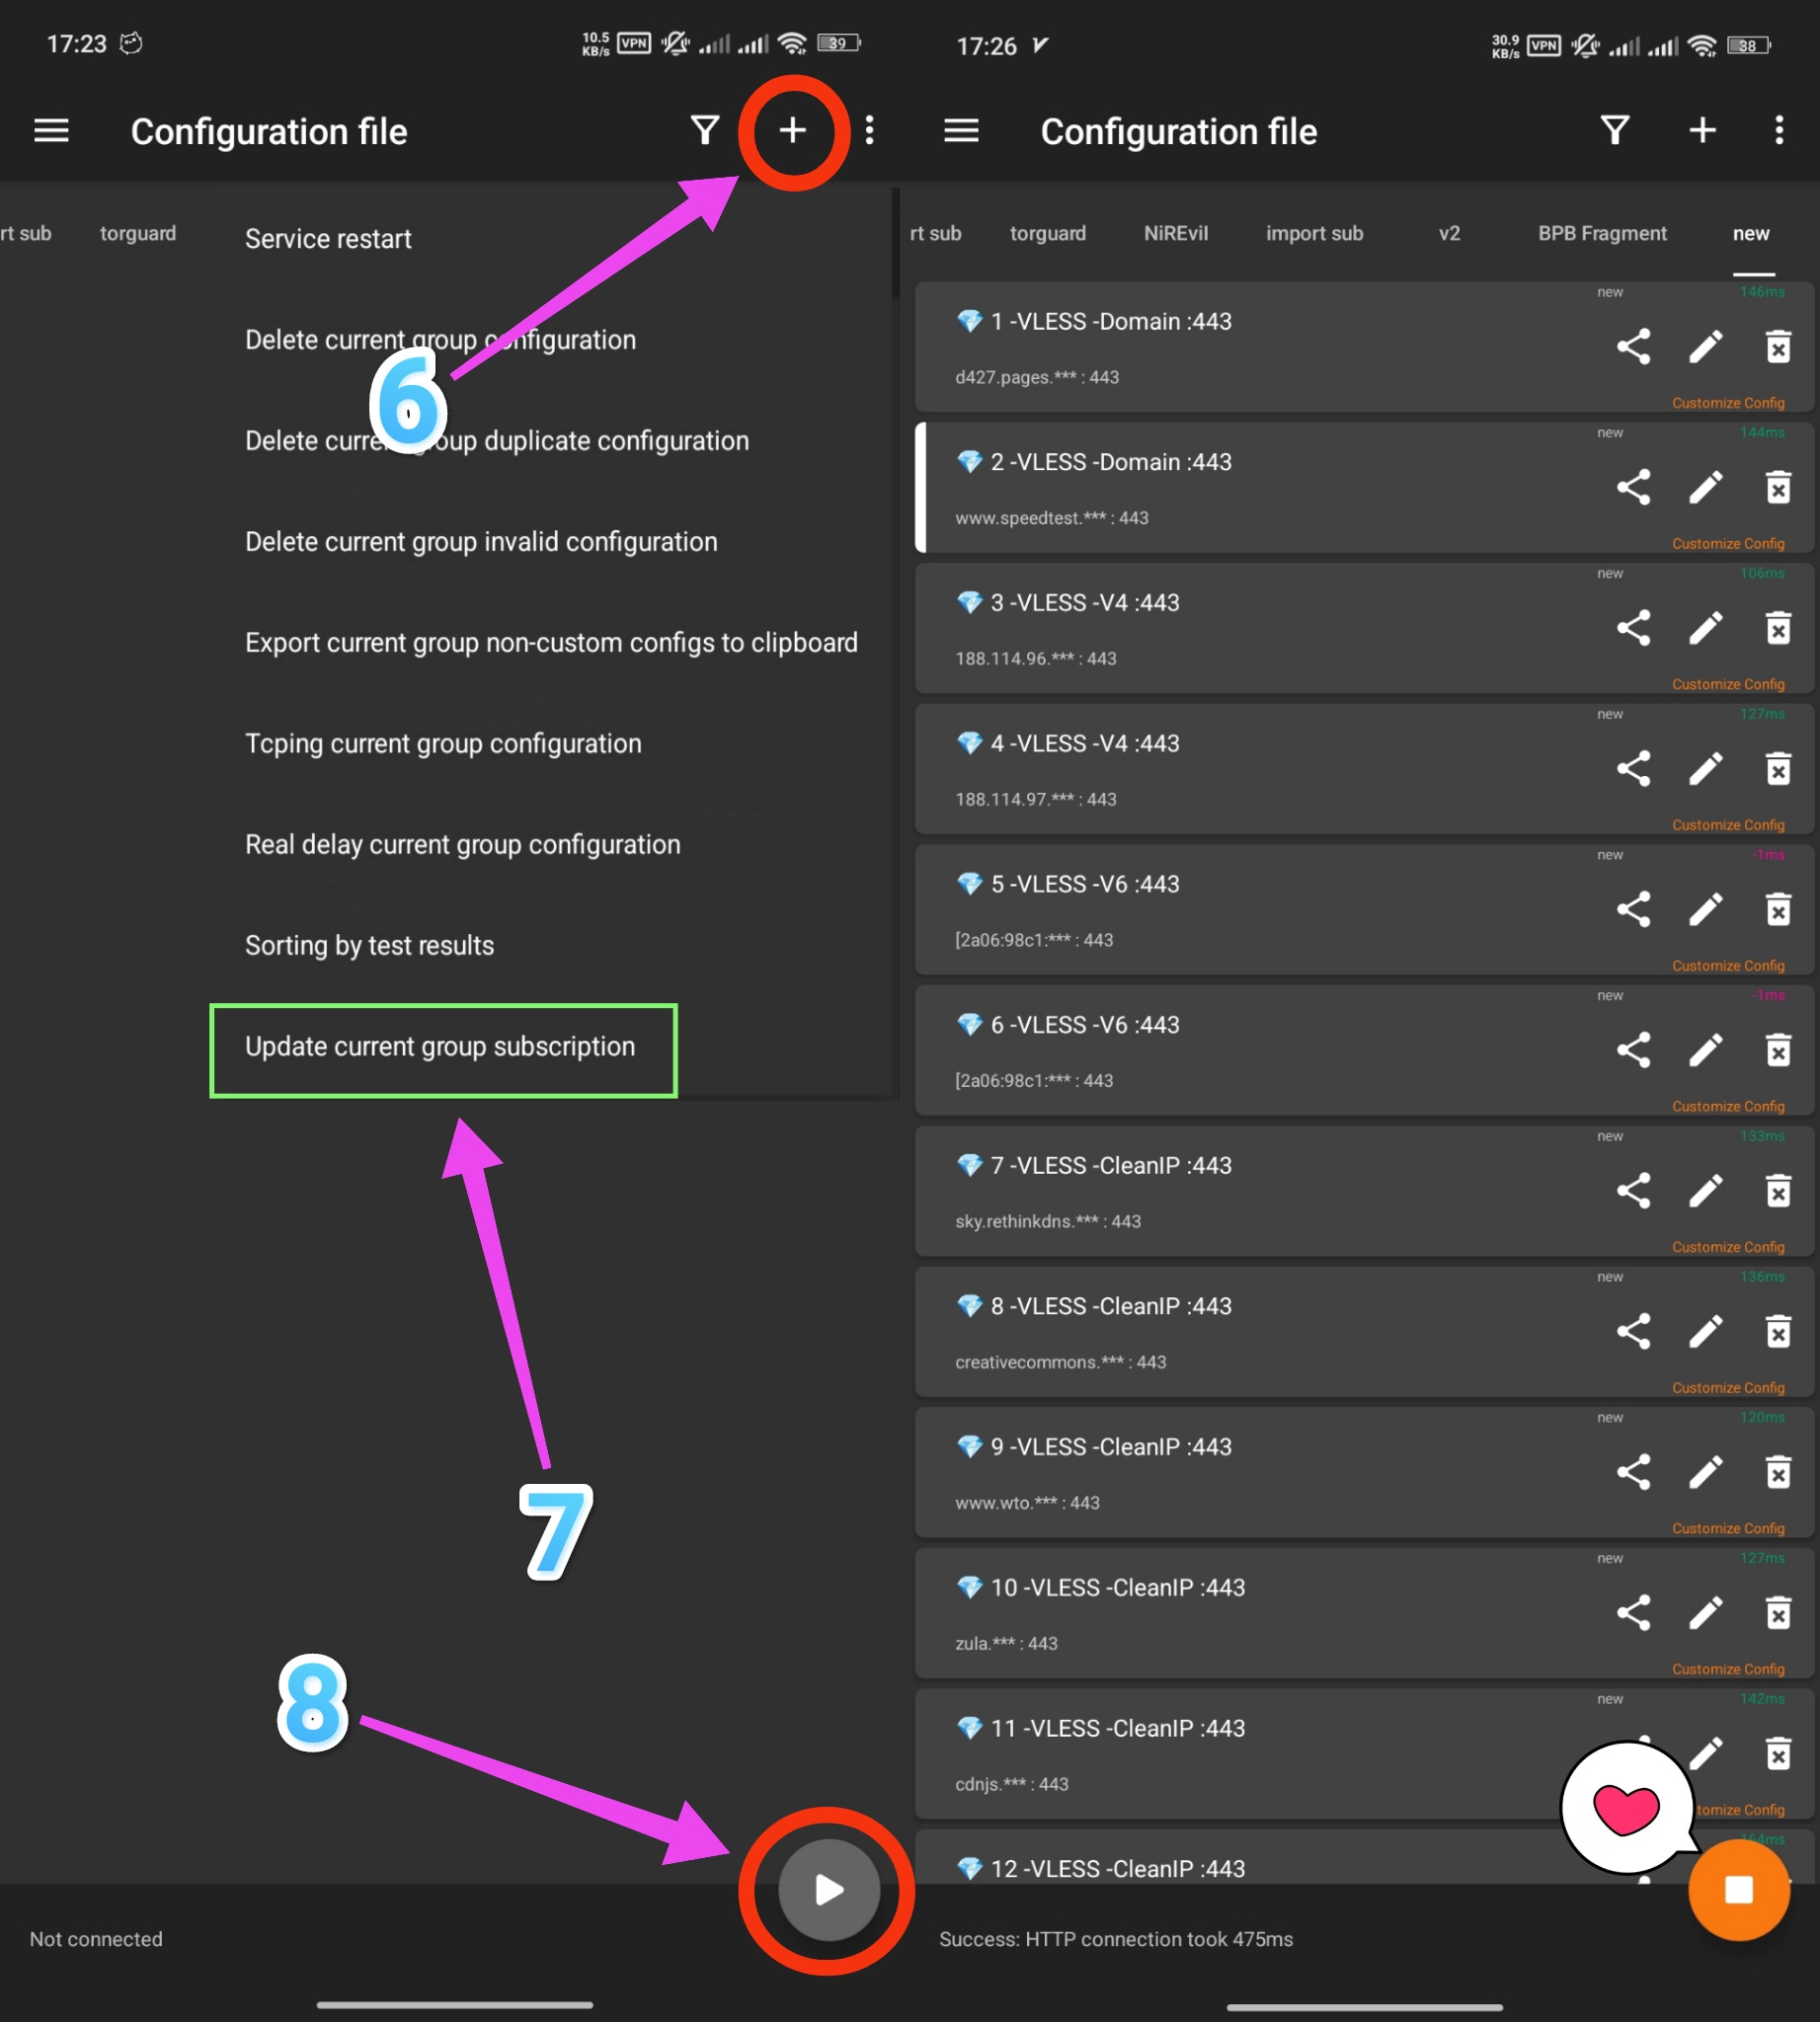 17:23
10.5
KB/s
VPN
39
Configuration file
rt sub
torguard
Service restart
Delete current group configuration
6
Delete curre oup duplicate configuration
Delete current group invalid configuration
Export current group non-custom configs to clipboard
Tcping current group configuration
Real delay current group configuration
Sorting by test results
Update current group subscription
7
8
Not connected
17:26
30.9
KB/s
VPN
38
Configuration file
rt sub
torguard
NiREvil
import sub
v2
BPB Fragment
new
new
146ms
1 -VLESS -Domain :443
d427.pages.*** : 443
Customize Config
new
144ms
2 -VLESS -Domain :443
www.speedtest.*** : 443
Customize Config
new
106ms
3 -VLESS -V4 :443
188.114.96.*** : 443
Customize Config
new
127ms
4 -VLESS -V4 :443
188.114.97.*** : 443
Customize Config
new
-1ms
5 -VLESS -V6 :443
[2a06:98c1:*** : 443
Customize Config
new
-1ms
6 -VLESS -V6 :443
[2a06:98c1:*** : 443
Customize Config
new
133ms
7 -VLESS -CleanIP :443
sky.rethinkdns.*** : 443
Customize Config
new
136ms
8 -VLESS -CleanIP :443
creativecommons.*** : 443
Customize Config
new
120ms
9 -VLESS -CleanIP :443
www.wto.*** : 443
Customize Config
new
127ms
10 -VLESS -CleanIP :443
zula.*** : 443
Customize Config
new
142ms
11 -VLESS -CleanIP :443
cdnjs.*** : 443
tomize Config
164ms
12 -VLESS -CleanIP :443
Success: HTTP connection took 475ms